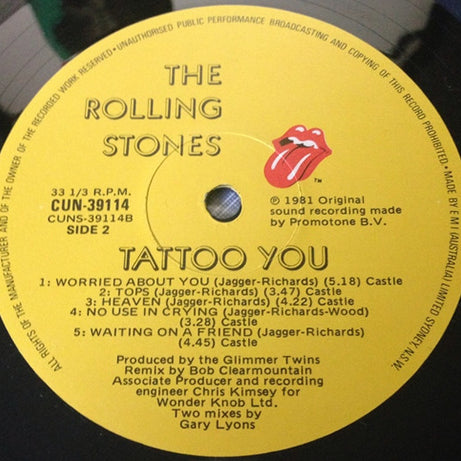 • UNAUTHORISED PUBLIC PERFORMANCE BROADCASTING AND COPYING OF THIS RECORD PROHIBITED. • MADE BY E M I (AUSTRALIA) LIMITED SYDNEY, N.S.W.
ALL RIGHTS OF THE MANUFACTURER AND OF THE OWNER OF THE RECORDED WORK RESERVED
THE
ROLLING
STONES
33 1/3 R.P.M.
CUN-39114
CUNS-39114B
SIDE 2
TM
℗ 1981 Original
sound recording made
by Promotone B.V.
TATTOO YOU
1: WORRIED ABOUT YOU (Jagger-Richards) (5.18) Castle
2: TOPS (Jagger-Richards) (3.47) Castle
3: HEAVEN (Jagger-Richards) (4.22) Castle
4: NO USE IN CRYING (Jagger-Richards-Wood)
(3.28) Castle
5: WAITING ON A FRIEND (Jagger-Richards)
(4.45) Castle
Produced by the Glimmer Twins
Remix by Bob Clearmountain
Associate Producer and recording
engineer Chris Kimsey for
Wonder Knob Ltd.
Two mixes by
Gary Lyons